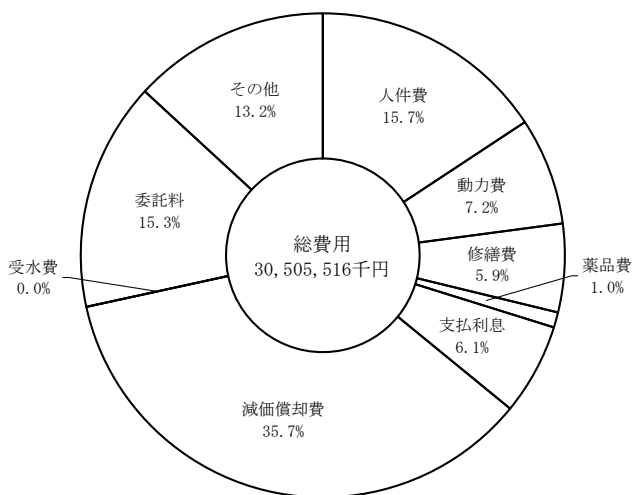 その他
13.2%
人件費
15.7%
動力費
7.2%
修繕費
5.9%
薬品費
1.0%
支払利息
6.1%
減価償却費
35.7%
受水費
0.0%
委託料
15.3%
総費用
30,505,516千円